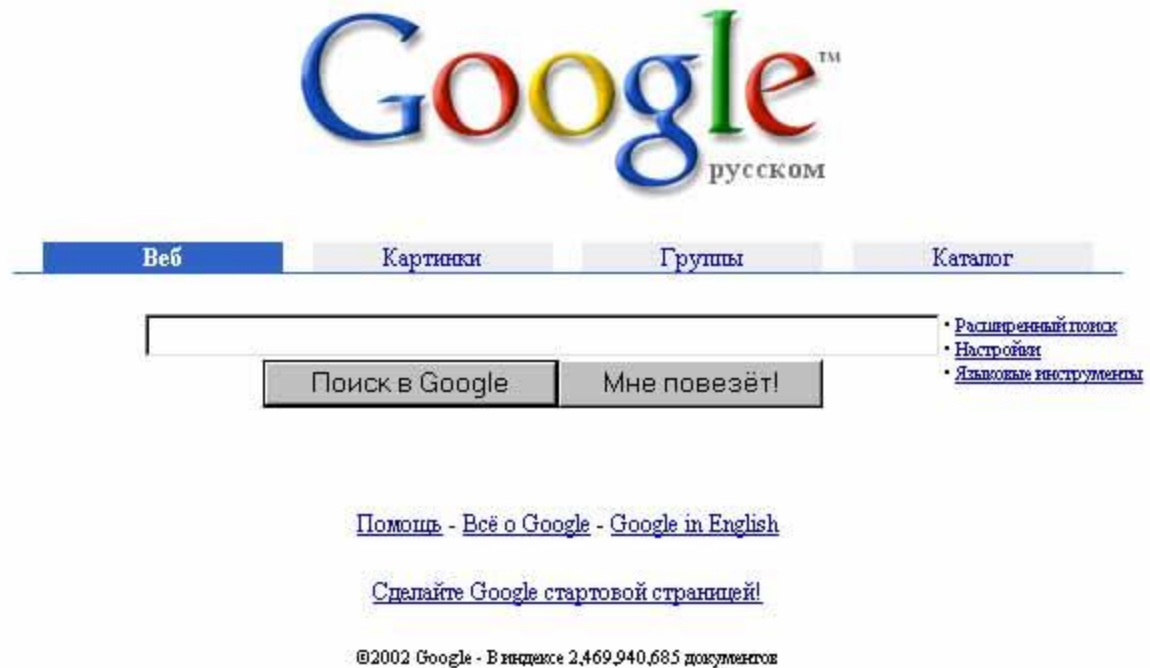 Google™
русском
Веб Картинки Группы Каталог
• Расширенный поиск
• Настройки
• Языковые инструменты
Поиск в Google Мне повезёт!
Помощь - Всё о Google - Google in English
Сделайте Google стартовой страницей!
©2002 Google - В индексе 2,469,940,685 документов